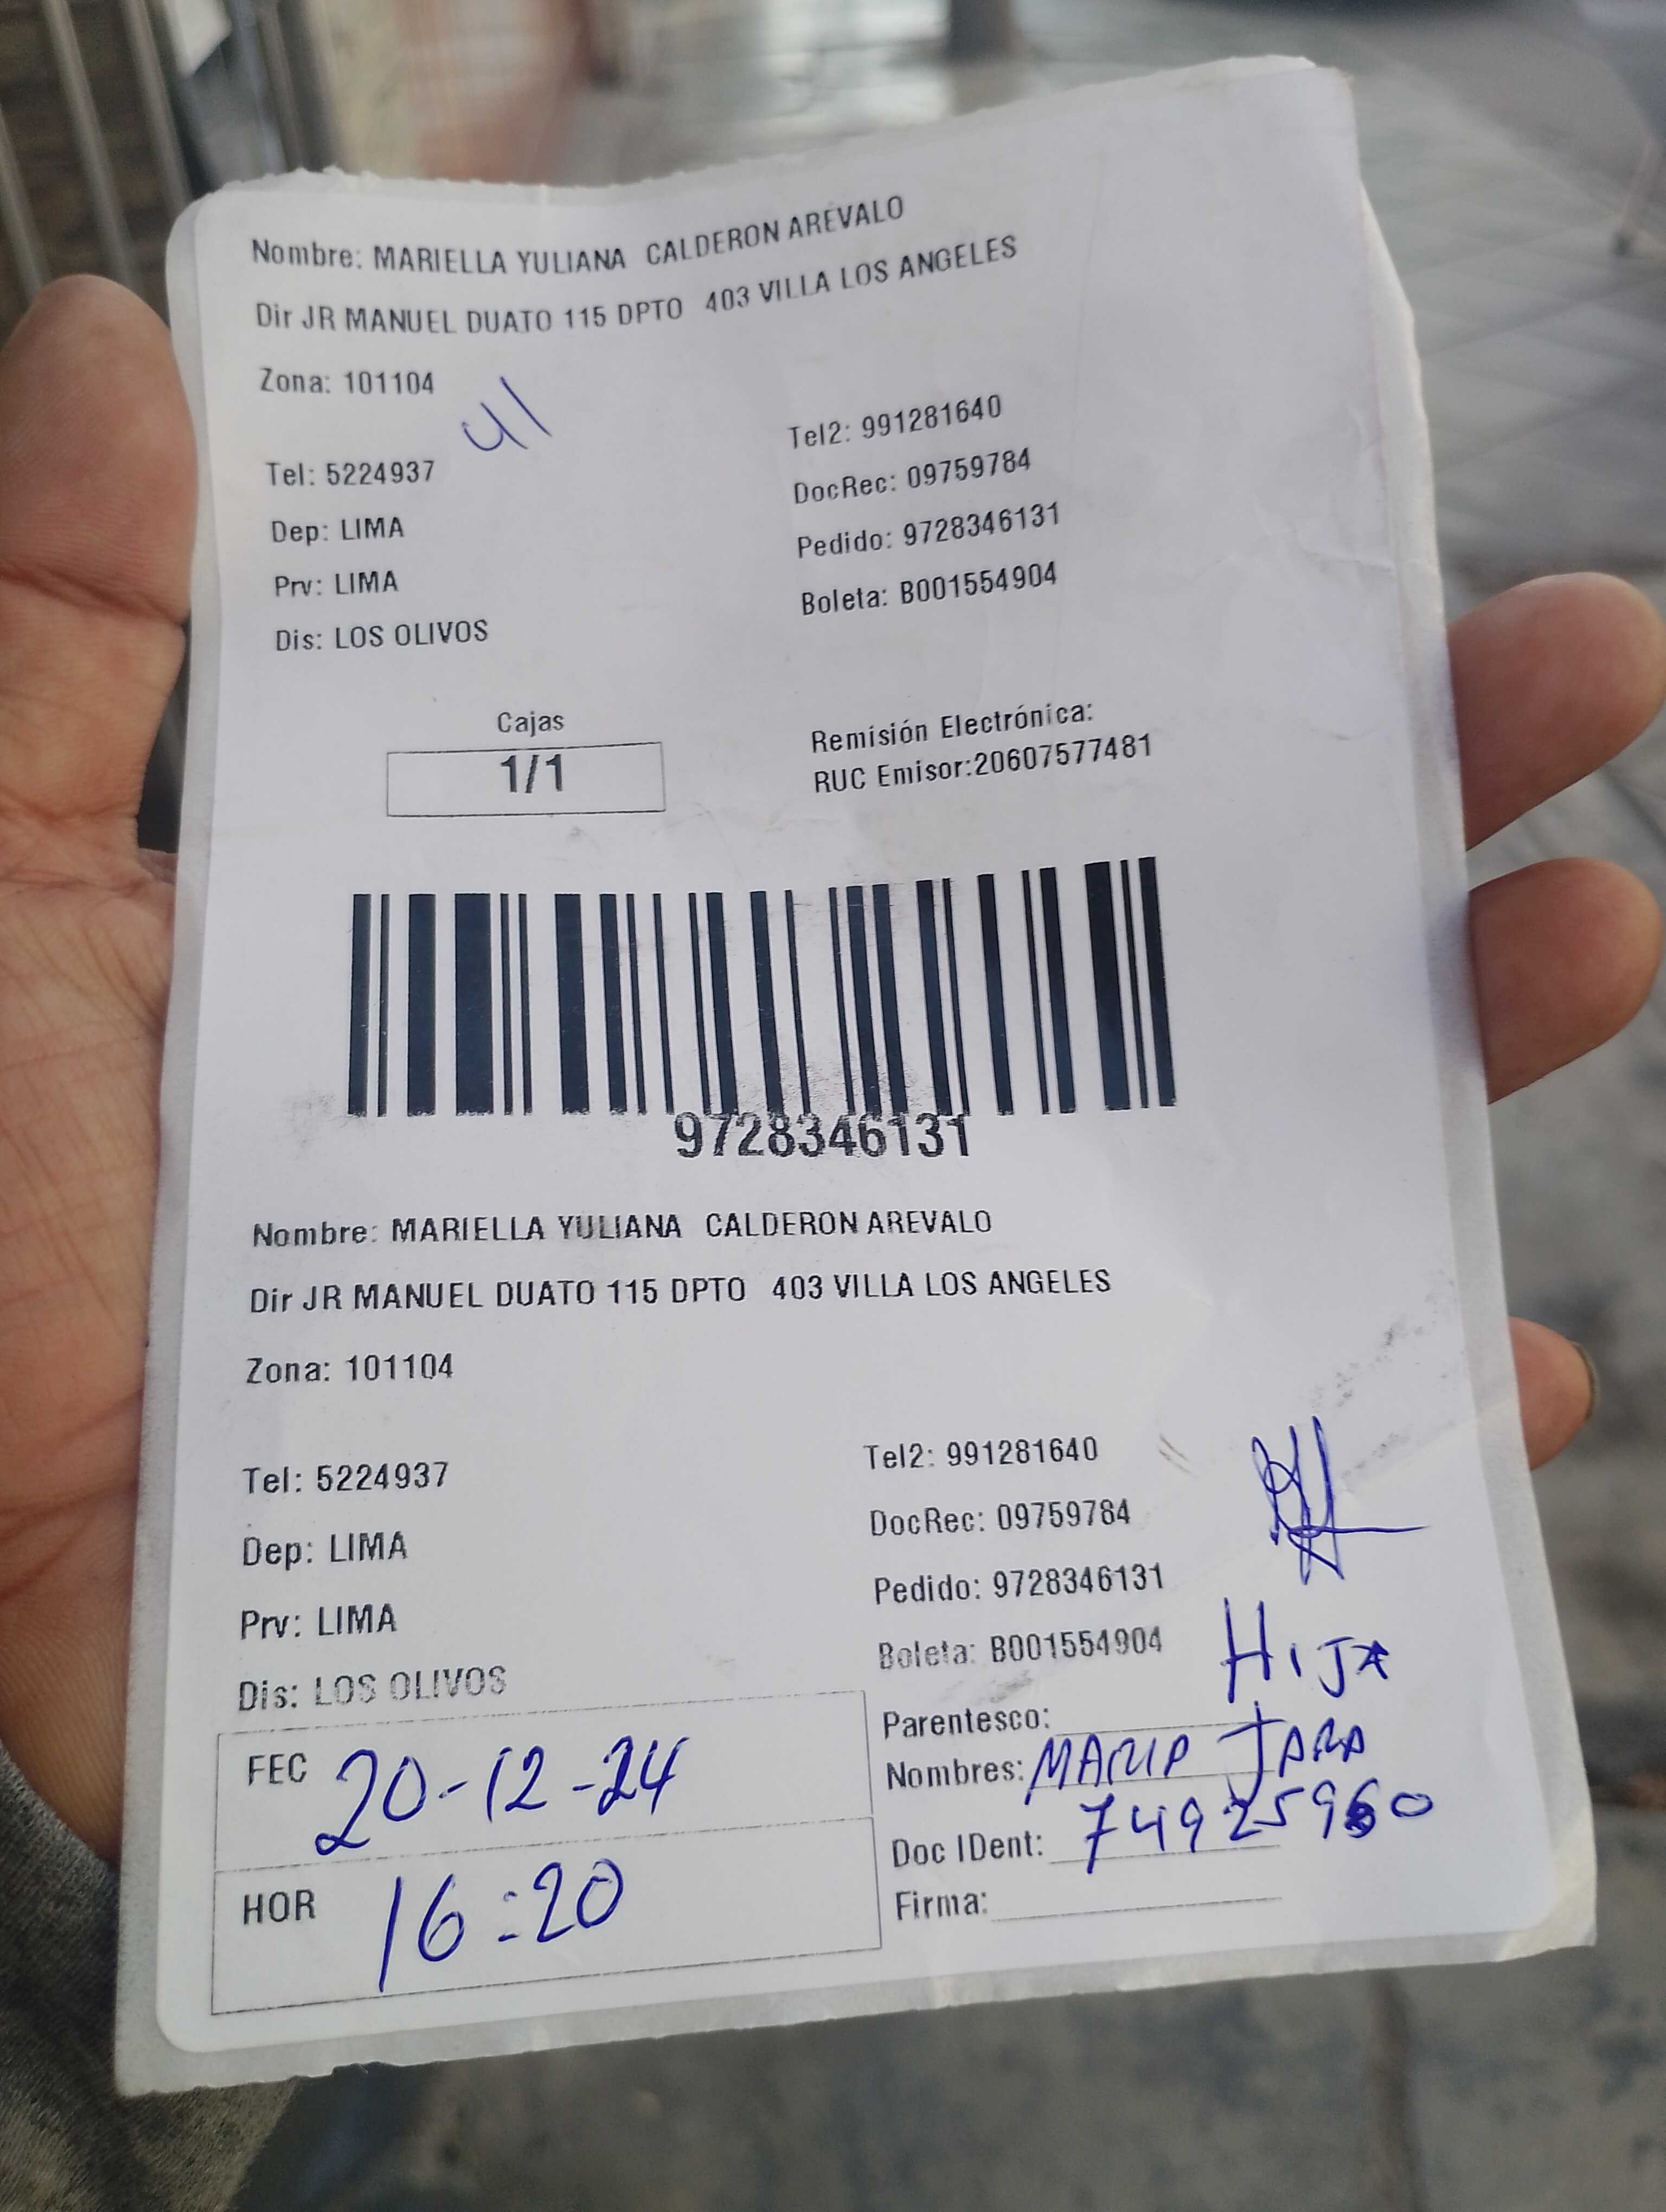 Nombre: MARIELLA YULIANA CALDERON AREVALO
Dir JR MANUEL DUATO 115 DPTO 403 VILLA LOS ANGELES
Zona: 101104
Tel: 5224937
Dep: LIMA
Prv: LIMA
Dis: LOS OLIVOS
Tel2: 991281640
DocRec: 09759784
Pedido: 9728346131
Boleta: B001554904
Cajas
1/1
Remisión Electrónica:
RUC Emisor:20607577481
9728346131
Nombre: MARIELLA YULIANA CALDERON AREVALO
Dir JR MANUEL DUATO 115 DPTO 403 VILLA LOS ANGELES
Zona: 101104
Tel: 5224937
Dep: LIMA
Prv: LIMA
Dis: LOS OLIVOS
Tel2: 991281640
DocRec: 09759784
Pedido: 9728346131
Boleta: B001554904
FEC 20-12-24
HOR 16:20
Parentesco: HIJA
Nombres: MARIA JARA
Doc IDent:
Firma: